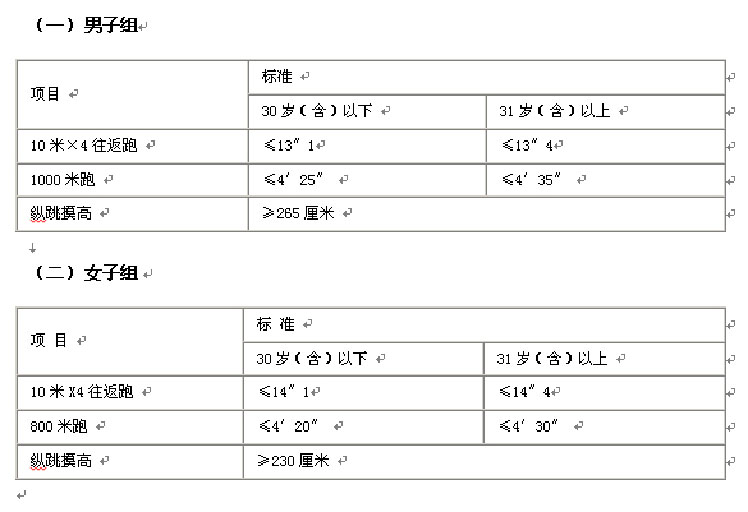 （一）男子组
项目 标准
30岁（含）以下 31岁（含）以上
10米×4往返跑 ≤13″1 ≤13″4
1000米跑 ≤4′25″ ≤4′35″
纵跳摸高 ≥265厘米
（二）女子组
项 目 标 准
30岁（含）以下 31岁（含）以上
10米X4往返跑 ≤14″1 ≤14″4
800米跑 ≤4′20″ ≤4′30″
纵跳摸高 ≥230厘米